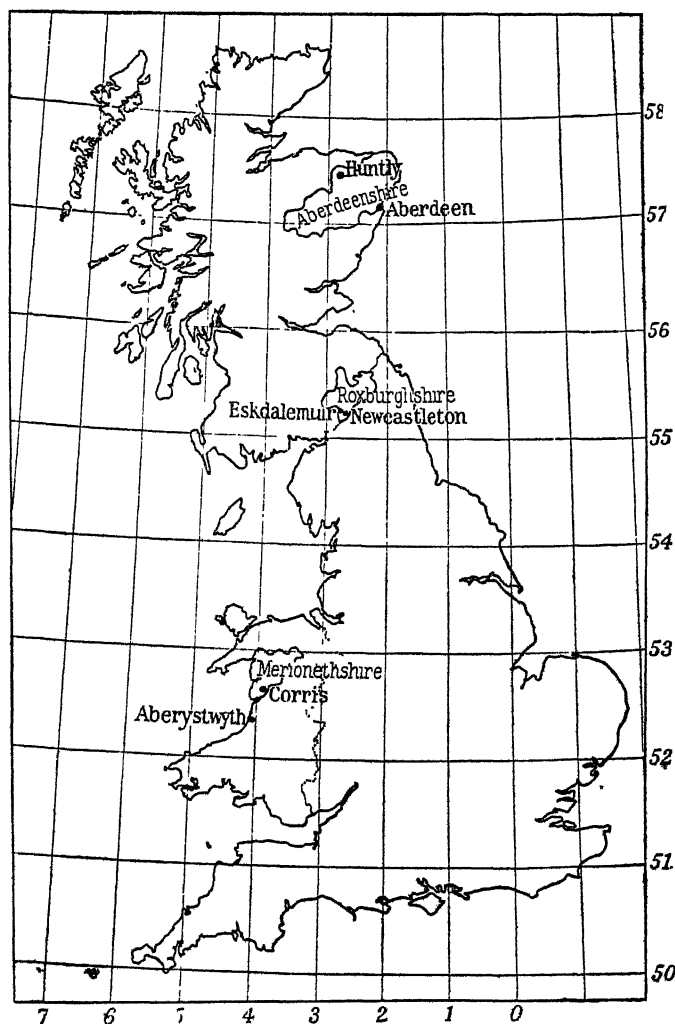 58
Huntly
Aberdeenshire
Aberdeen
57
56
Roxburghshire
Eskdalemuir
Newcastleton
55
54
53
Merionethshire
Corris
Aberystwyth
52
51
50
7 6 5 4 3 2 1 0